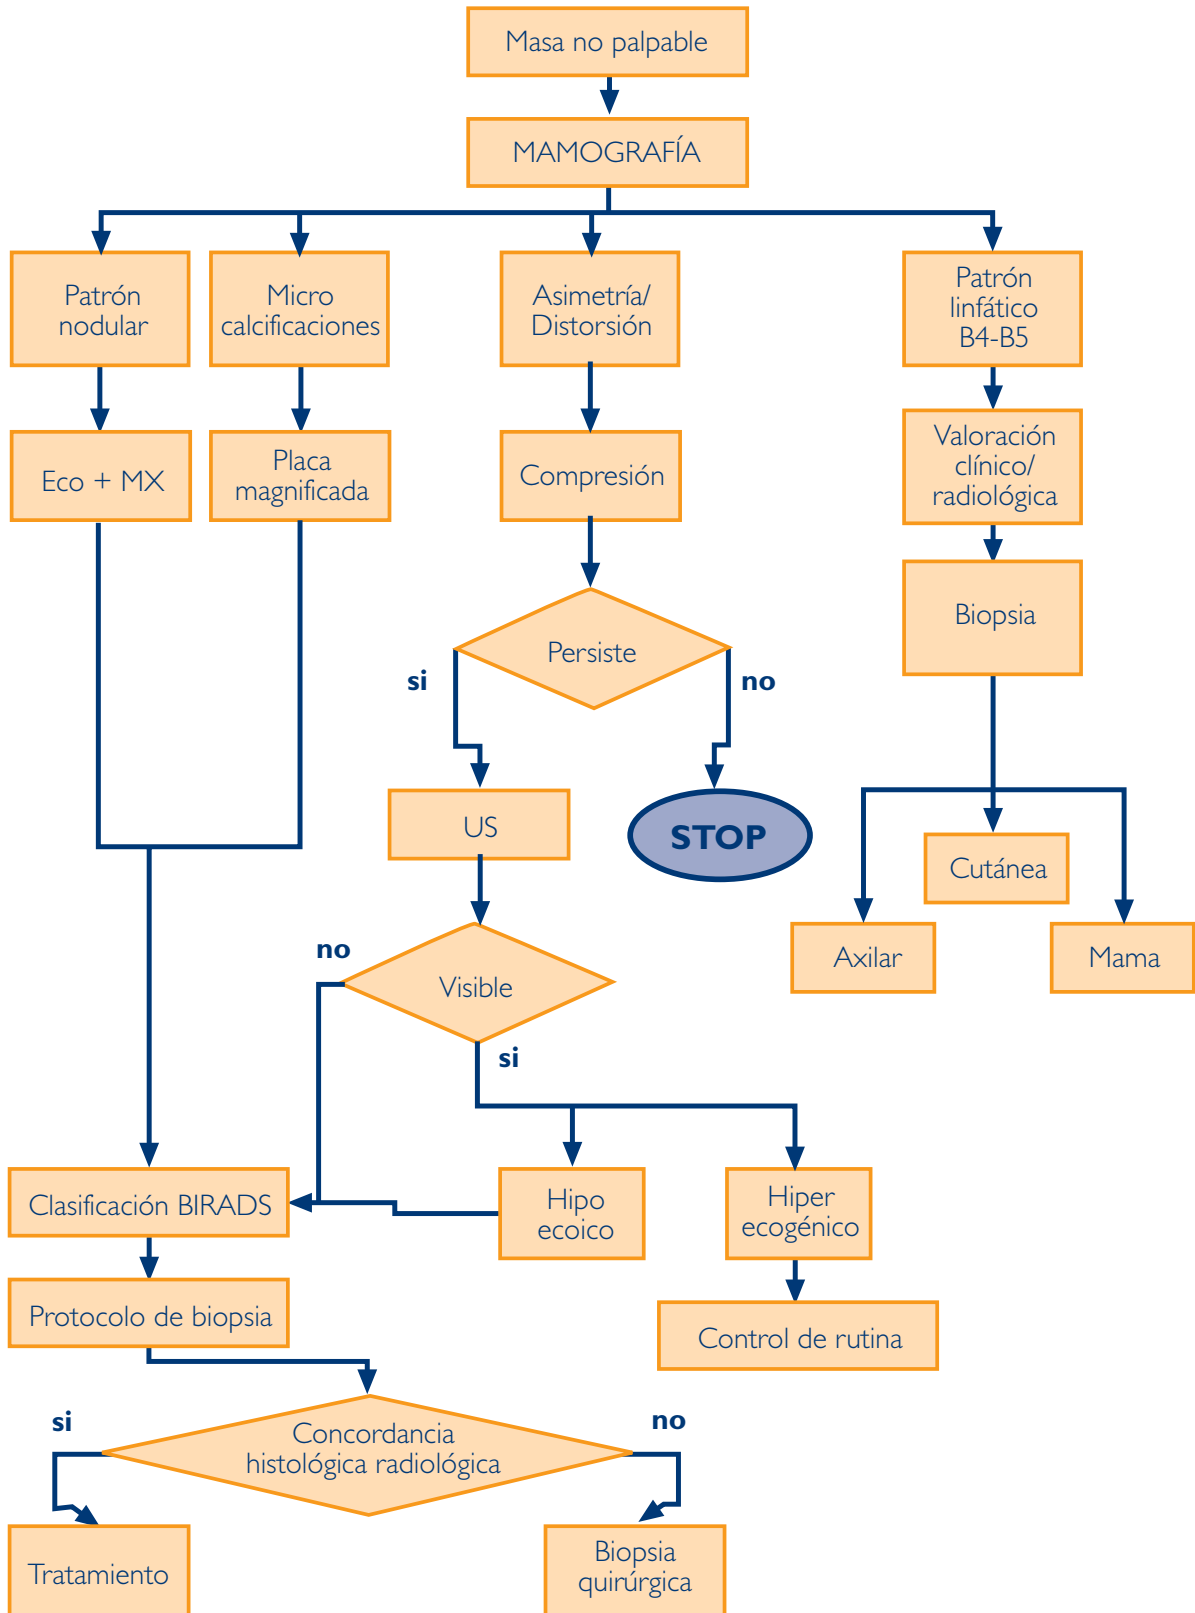 Masa no palpable
MAMOGRAFÍA
Patrón
nodular
Micro
calcificaciones
Asimetría/
Distorsión
Patrón
linfático
B4-B5
Eco + MX
Placa
magnificada
Compresión
Valoración
clínico/
radiológica
Persiste
Biopsia
si
no
US
STOP
Cutánea
Axilar
Mama
no
Visible
si
Clasificación BIRADS
Hipo
ecoico
Hiper
ecogénico
Protocolo de biopsia
Control de rutina
si
Concordancia
histológica radiológica
no
Tratamiento
Biopsia
quirúrgica